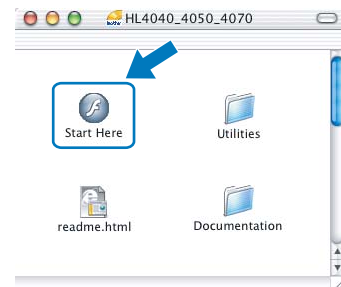 HL4040_4050_4070
Start Here
Utilities
readme.html
Documentation